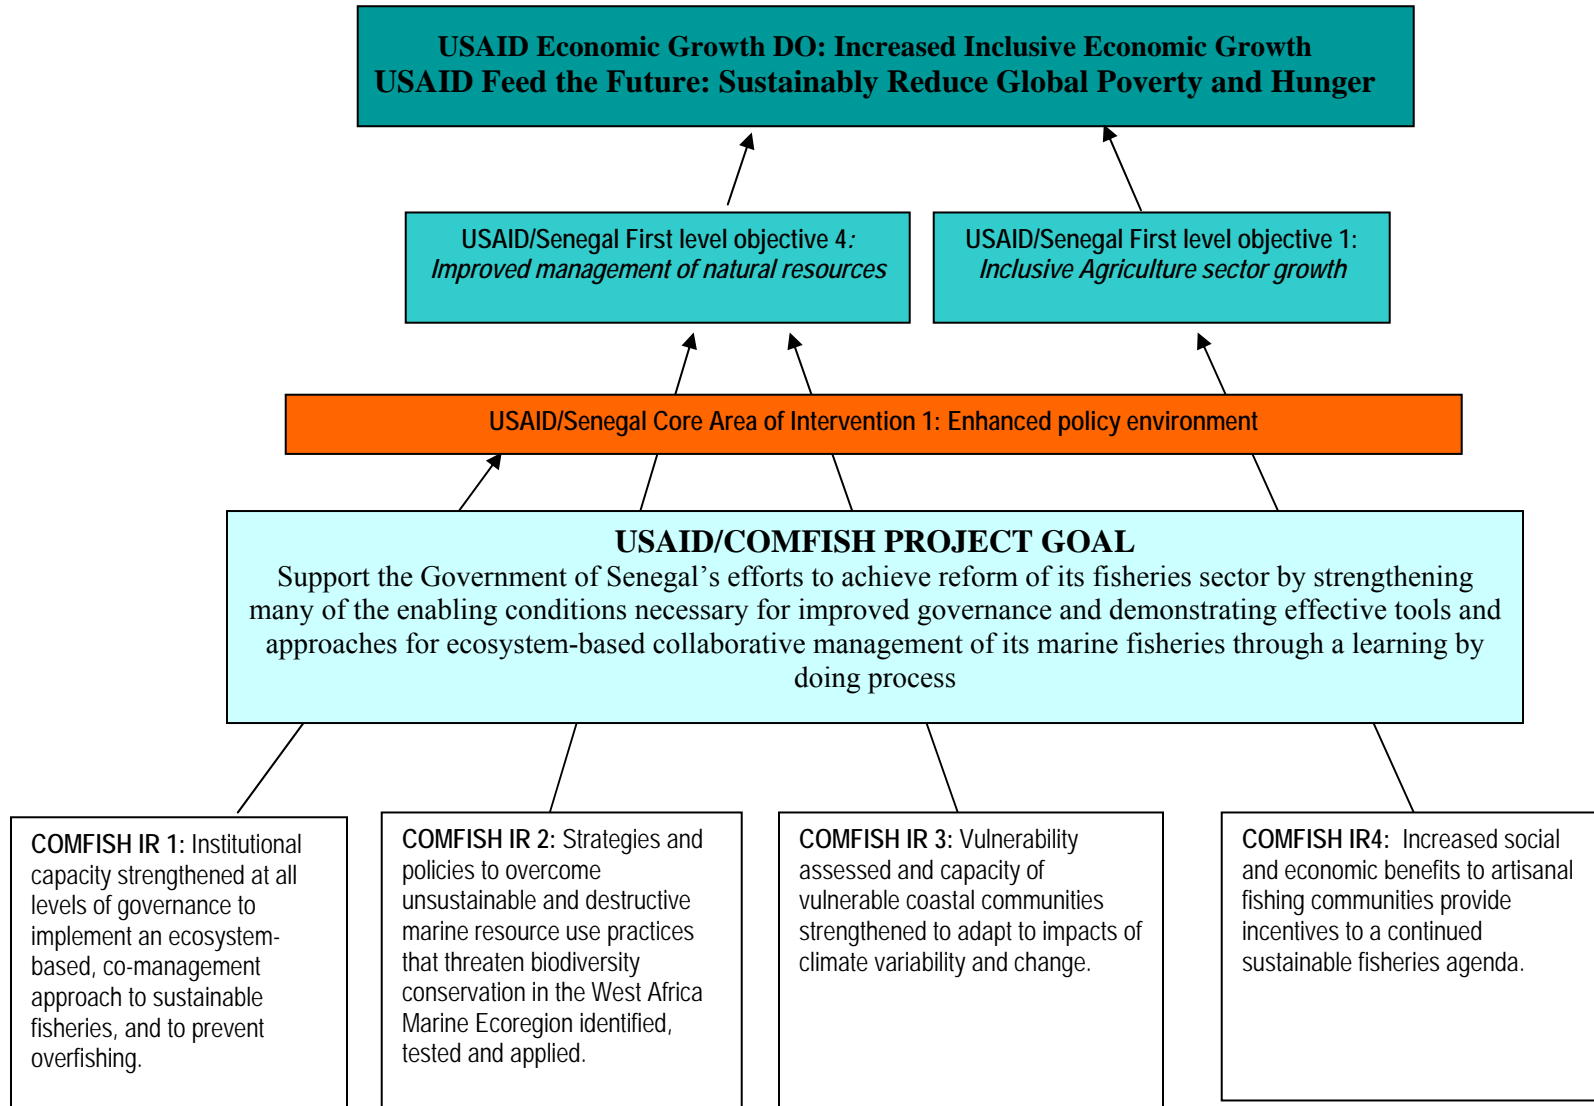 USAID Economic Growth DO: Increased Inclusive Economic Growth
USAID Feed the Future: Sustainably Reduce Global Poverty and Hunger
USAID/Senegal First level objective 4:
Improved management of natural resources
USAID/Senegal First level objective 1:
Inclusive Agriculture sector growth
USAID/Senegal Core Area of Intervention 1: Enhanced policy environment
USAID/COMFISH PROJECT GOAL
Support the Government of Senegal’s efforts to achieve reform of its fisheries sector by strengthening
many of the enabling conditions necessary for improved governance and demonstrating effective tools and
approaches for ecosystem-based collaborative management of its marine fisheries through a learning by
doing process
COMFISH IR 1: Institutional
capacity strengthened at all
levels of governance to
implement an ecosystem-
based, co-management
approach to sustainable
fisheries, and to prevent
overfishing.
COMFISH IR 2: Strategies and
policies to overcome
unsustainable and destructive
marine resource use practices
that threaten biodiversity
conservation in the West Africa
Marine Ecoregion identified,
tested and applied.
COMFISH IR 3: Vulnerability
assessed and capacity of
vulnerable coastal communities
strengthened to adapt to impacts of
climate variability and change.
COMFISH IR4: Increased social
and economic benefits to artisanal
fishing communities provide
incentives to a continued
sustainable fisheries agenda.